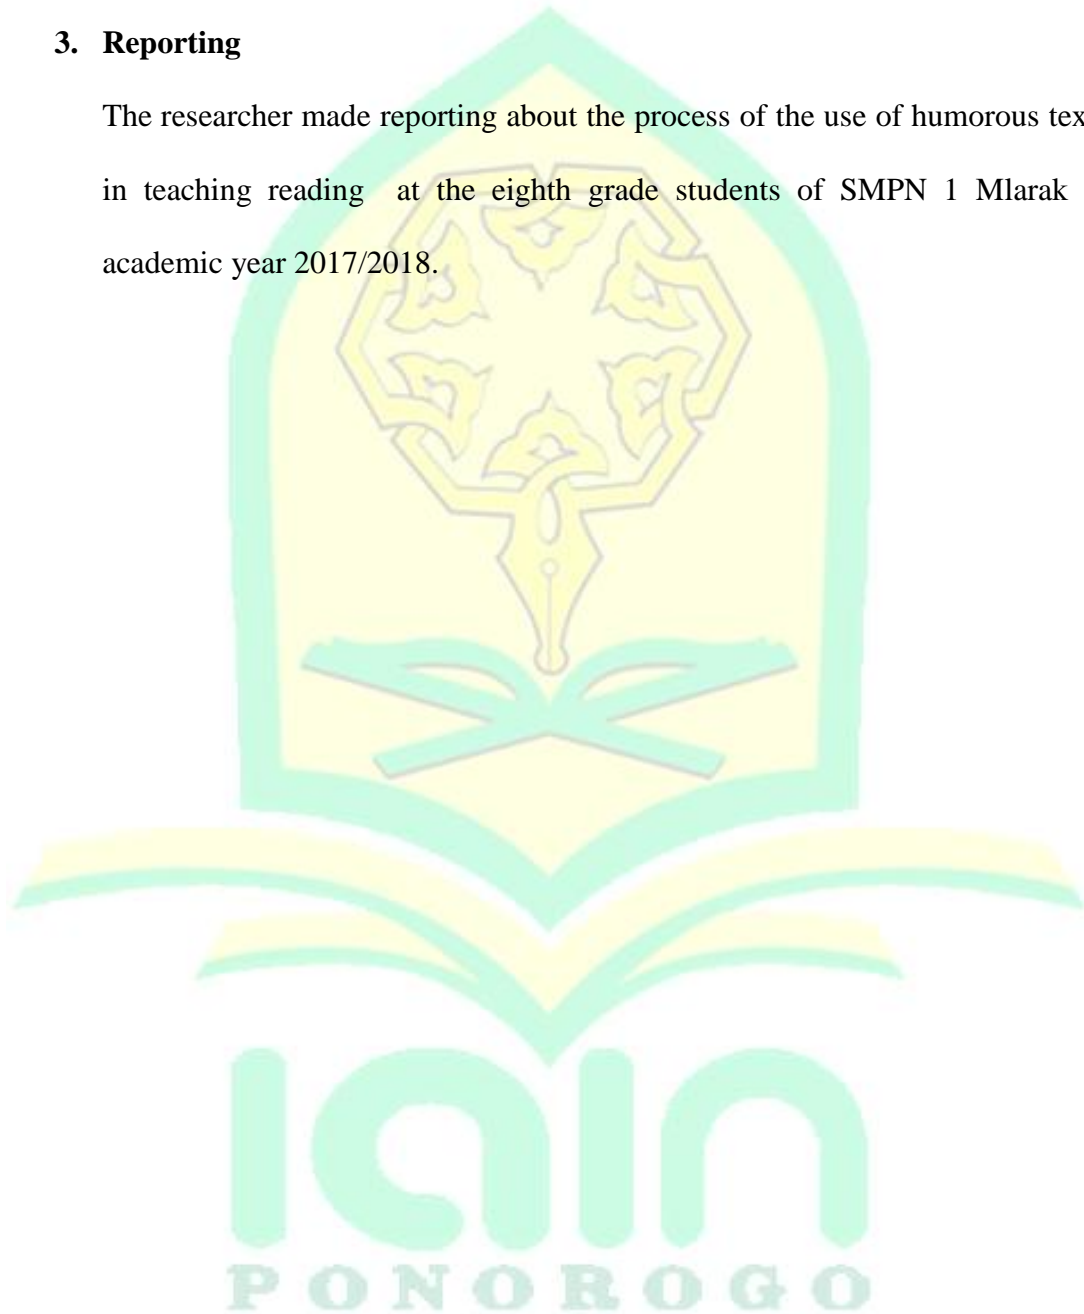 3. Reporting
The researcher made reporting about the process of the use of humorous tex
in teaching reading at the eighth grade students of SMPN 1 Mlarak
academic year 2017/2018.
iain
PONOROGO